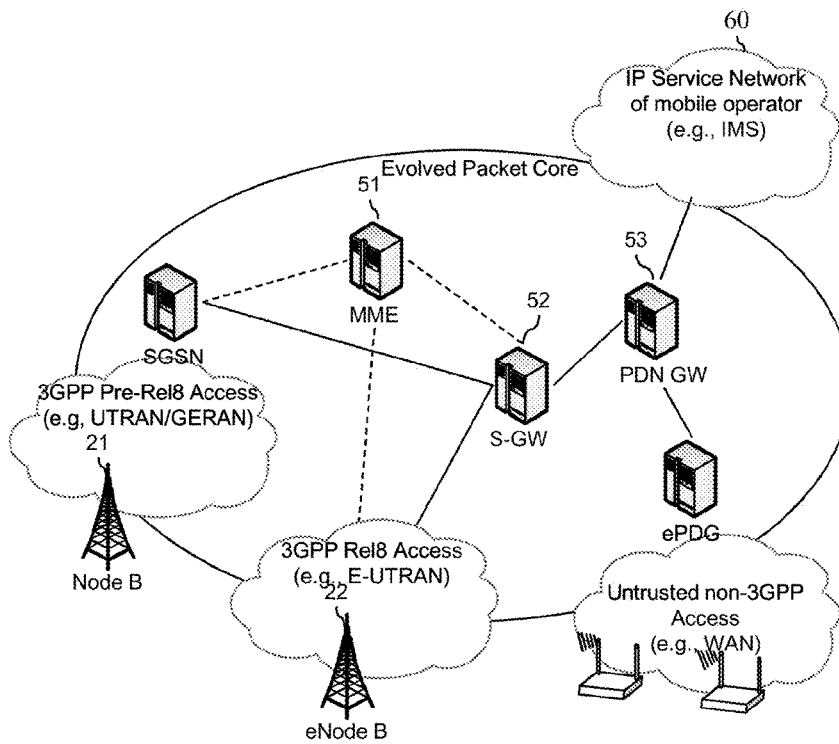 60
IP Service Network
of mobile operator
(e.g., IMS)
Evolved Packet Core
51
MME
53
PDN GW
52
S-GW
SGSN
3GPP Pre-Rel8 Access
(e.g, UTRAN/GERAN)
21
Node B
ePDG
3GPP Rel8 Access
(e.g., E-UTRAN)
22
eNode B
Untrusted non-3GPP
Access
(e.g., WAN)